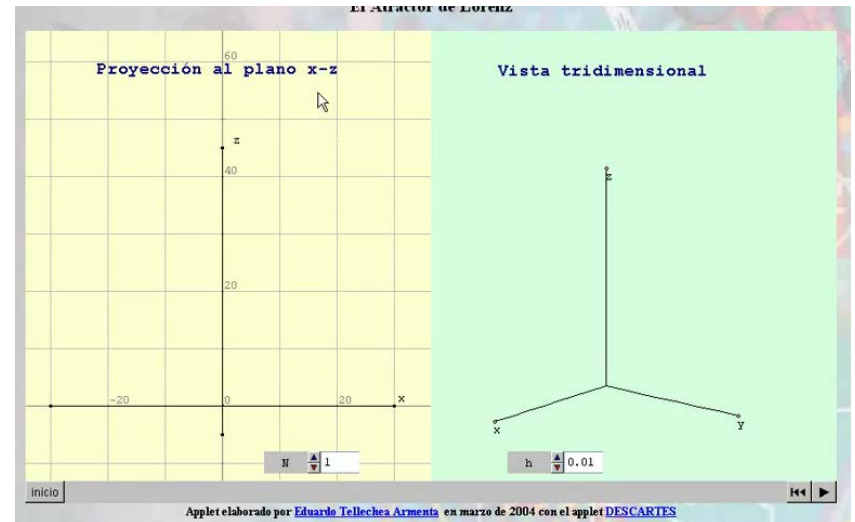 El Atractor de Lorenz
Proyección al plano x-z
60
z
40
20
-20 0 20 x
N 1
Vista tridimensional
z
x
y
h 0.01
inicio
Applet elaborado por Eduardo Tellechea Armenta en marzo de 2004 con el applet DESCARTES